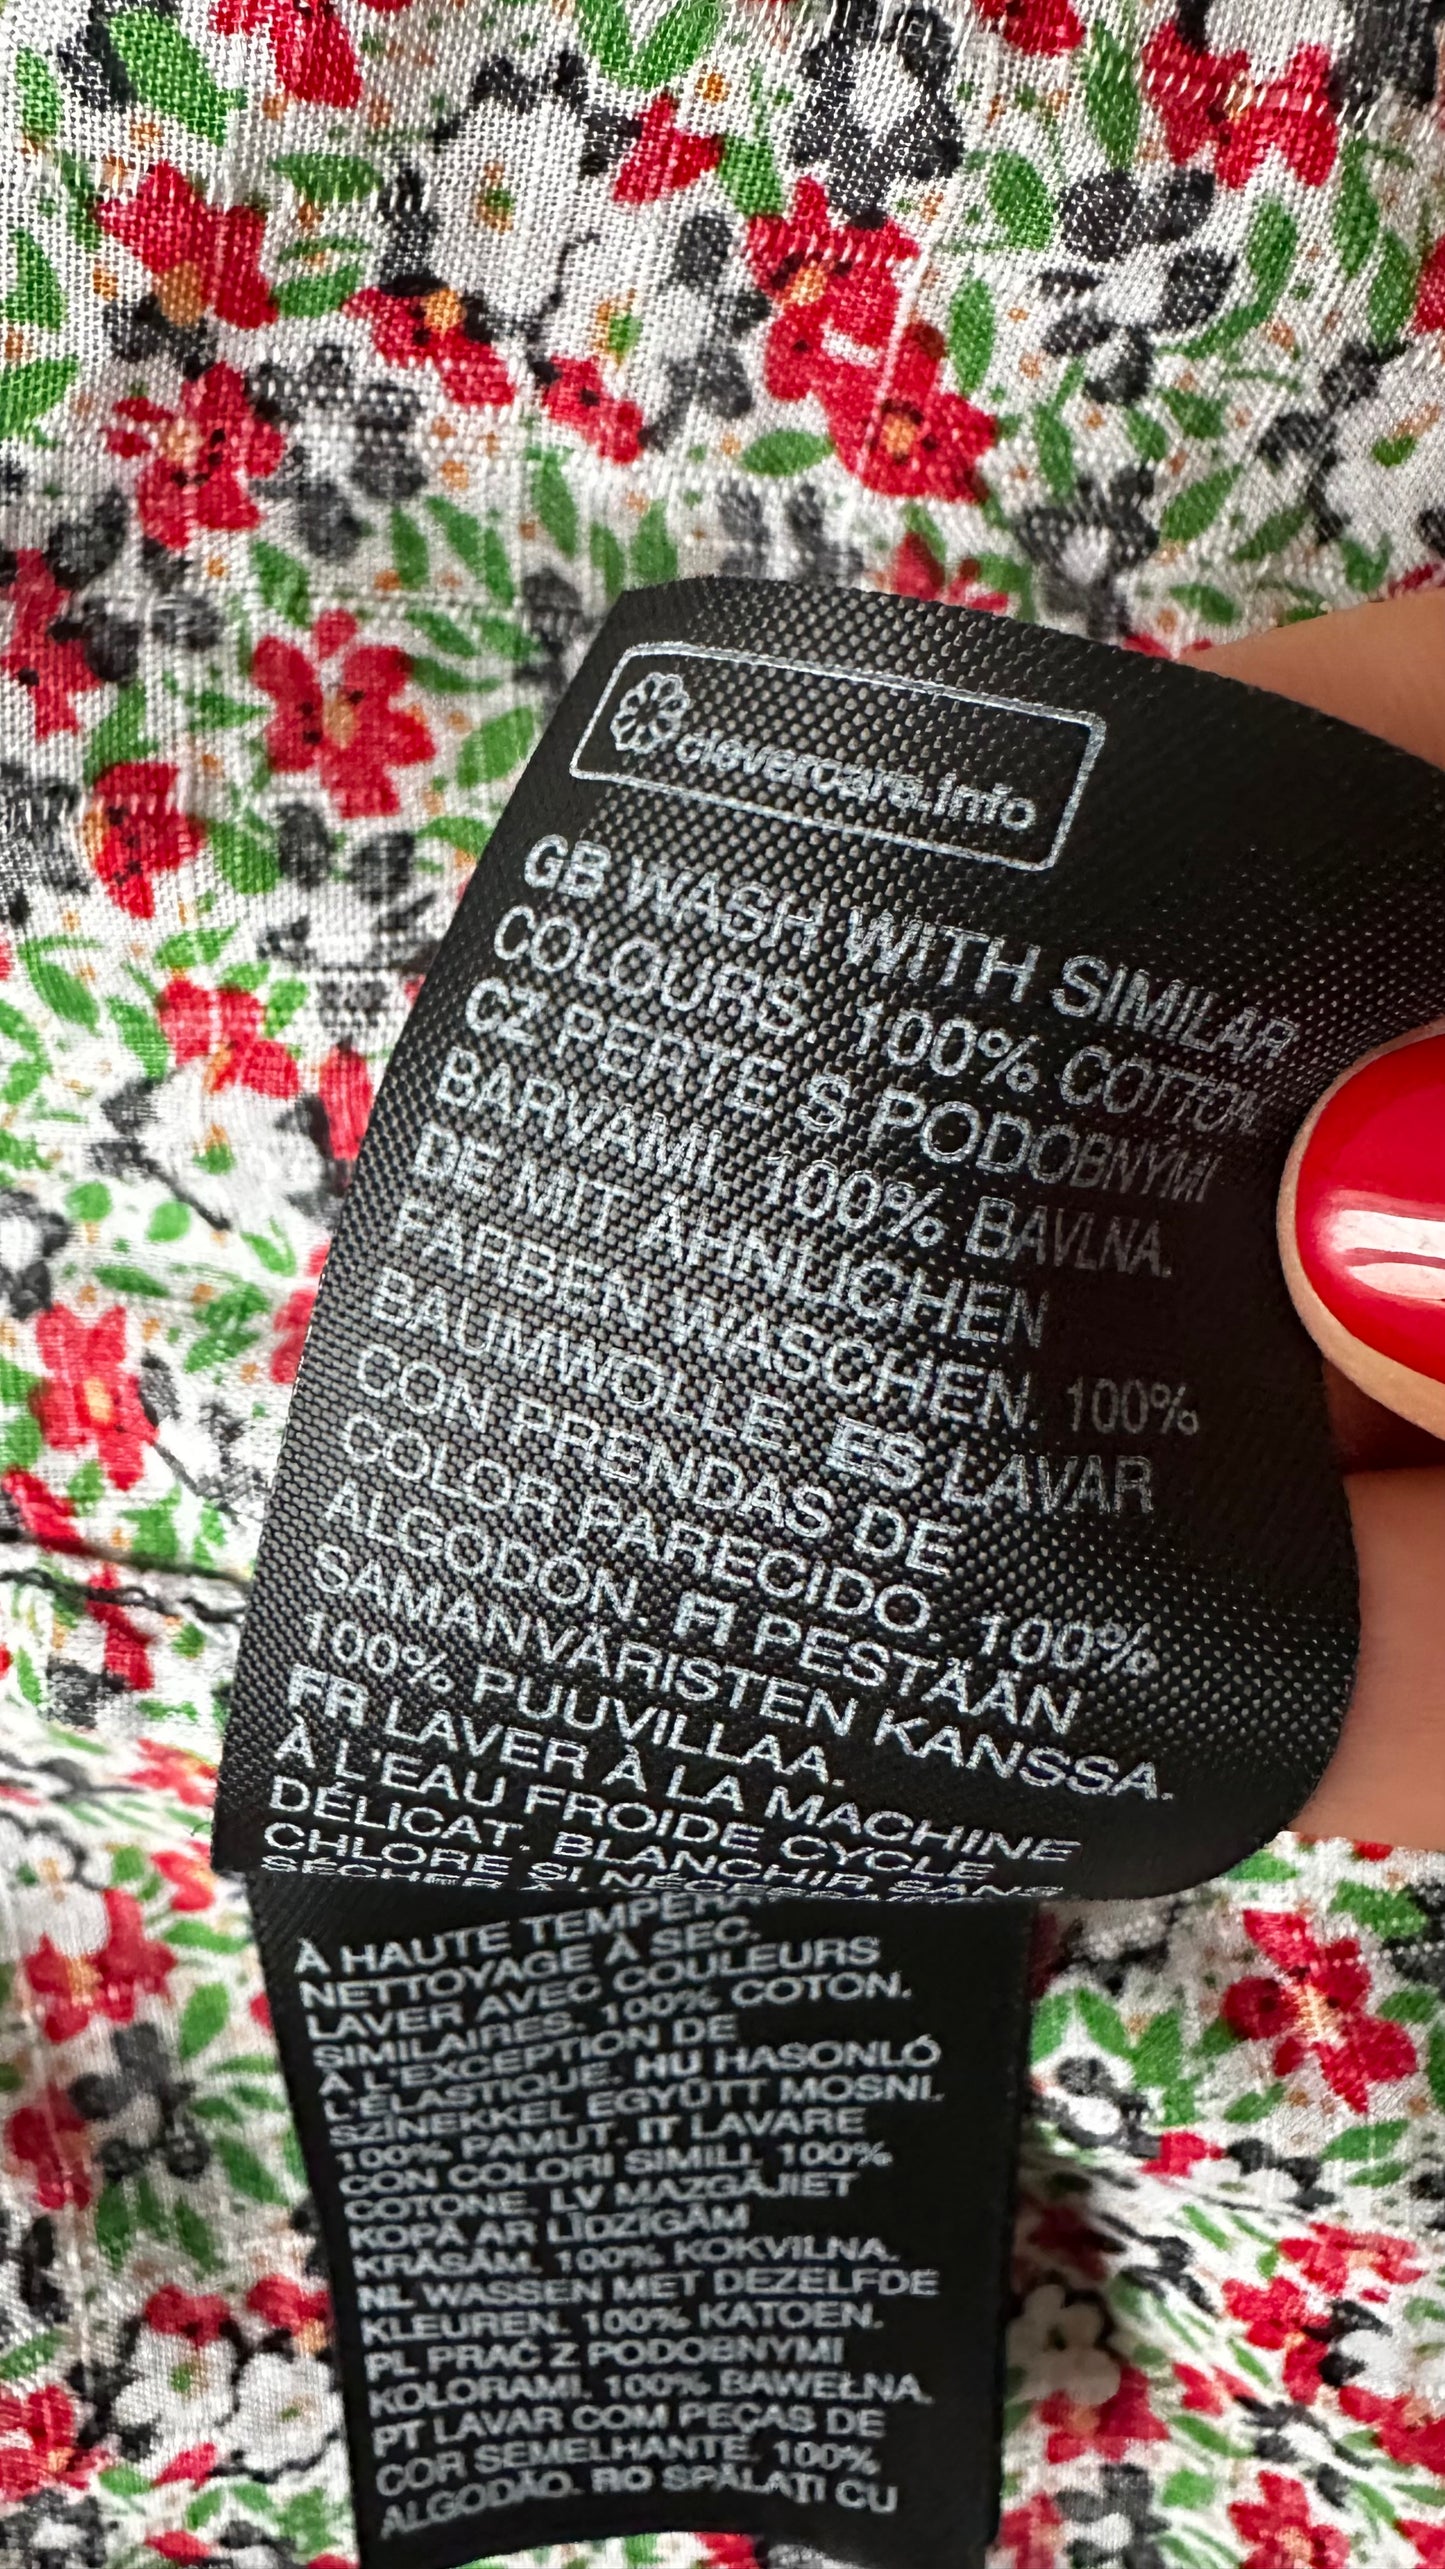 clevercare.info
GB WASH WITH SIMILAR
COLOURS. 100% COTTON.
CZ PERTE S PODOBNÝMI
BARVAMI. 100% BAVLNA.
DE MIT ÄHNLICHEN
FARBEN WASCHEN. 100%
BAUMWOLLE. ES LAVAR
CON PRENDAS DE
COLOR PARECIDO. 100%
ALGODÓN. FI PESTÄÄN
SAMANVÄRISTEN KANSSA.
100% PUUVILLAA.
FR LAVER À LA MACHINE
À L'EAU FROIDE CYCLE
DÉLICAT. BLANCHIR SANS
CHLORE SI
SÉCHER À
À HAUTE
NETTOYAGE À SEC.
LAVER AVEC COULEURS
SIMILAIRES. 100% COTON.
À L'EXCEPTION DE
L'ÉLASTIQUE. HU HASONLÓ
SZÍNEKKEL EGYÜTT MOSNI.
100% PAMUT. IT LAVARE
CON COLORI SIMILI. 100%
COTONE. LV MAZGĀJIET
KOPĀ AR LĪDZĪGĀM
KRĀSĀM. 100% KOKVILNA.
NL WASSEN MET DEZELFDE
KLEUREN. 100% KATOEN.
PL PRAĆ Z PODOBNYMI
KOLORAMI. 100% BAWEŁNA.
PT LAVAR COM PEÇAS DE
COR SEMELHANTE. 100%
ALGODÃO. RO SPĂLAȚI CU